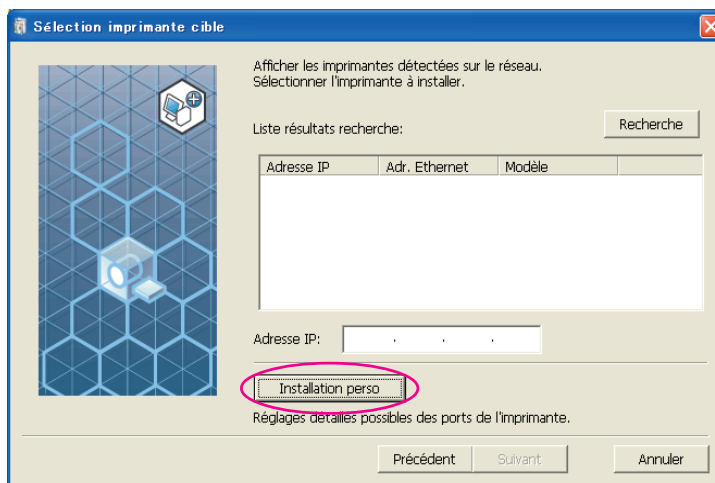 Sélection imprimante cible
Afficher les imprimantes détectées sur le réseau.
Sélectionner l'imprimante à installer.
Liste résultats recherche:
Recherche
Adresse IP Adr. Ethernet Modèle
Adresse IP: . . .
Installation perso
Réglages détaillés possibles des ports de l'imprimante.
Précédent Suivant Annuler